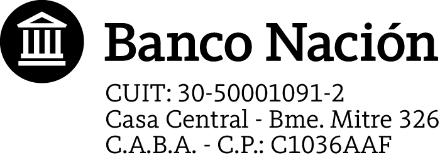 Banco Nación
CUIT: 30-50001091-2
Casa Central - Bme. Mitre 326
C.A.B.A. - C.P.: C1036AAF